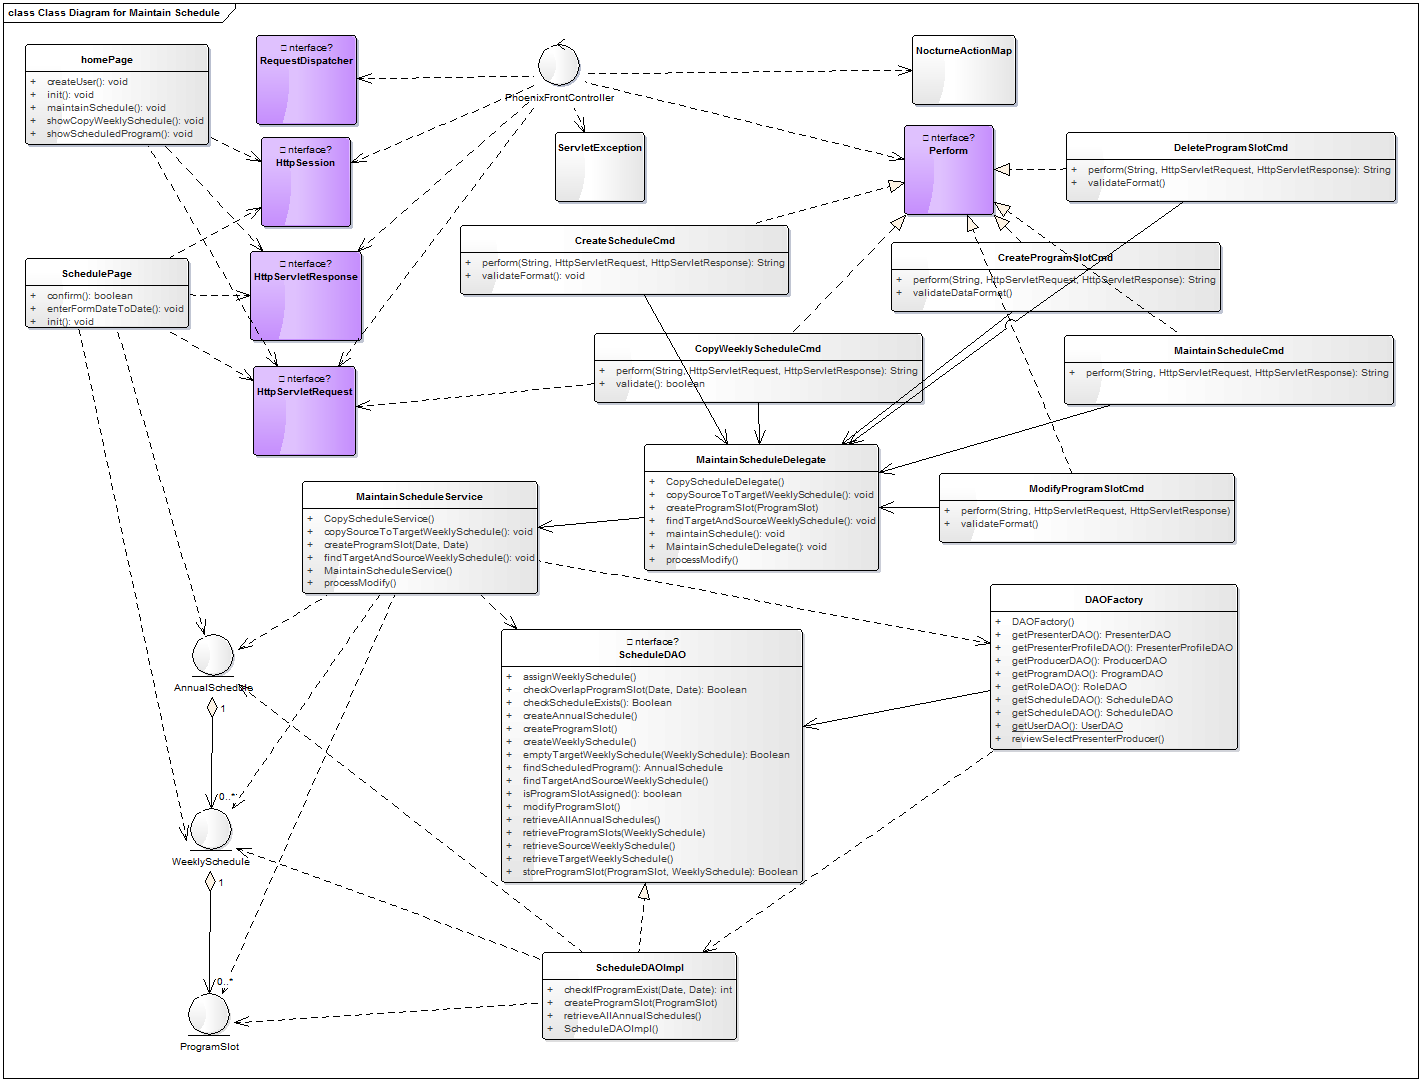 class Class Diagram for Maintain Schedule
homePage
+ createUser(): void
+ init(): void
+ maintainSchedule(): void
+ showCopyWeeklySchedule(): void
+ showScheduledProgram(): void
□ nterface?
RequestDispatcher
PhoenixFrontController
NocturneActionMap
□ nterface?
HttpSession
ServletException
□ nterface?
Perform
DeleteProgramSlotCmd
+ perform(String, HttpServletRequest, HttpServletResponse): String
+ validateFormat()
CreateScheduleCmd
+ perform(String, HttpServletRequest, HttpServletResponse): String
+ validateFormat(): void
CreateProgramSlotCmd
+ perform(String, HttpServletRequest, HttpServletResponse): String
+ validateDataFormat()
SchedulePage
+ confirm(): boolean
+ enterFormDateToDate(): void
+ init(): void
□ nterface?
HttpServletResponse
CopyWeeklyScheduleCmd
+ perform(String, HttpServletRequest, HttpServletResponse): String
+ validate(): boolean
MaintainScheduleCmd
+ perform(String, HttpServletRequest, HttpServletResponse): String
□ nterface?
HttpServletRequest
MaintainScheduleDelegate
+ CopyScheduleDelegate()
+ copySourceToTargetWeeklySchedule(): void
+ createProgramSlot(ProgramSlot)
+ findTargetAndSourceWeeklySchedule(): void
+ maintainSchedule(): void
+ MaintainScheduleDelegate(): void
+ processModify()
ModifyProgramSlotCmd
+ perform(String, HttpServletRequest, HttpServletResponse)
+ validateFormat()
MaintainScheduleService
+ CopyScheduleService()
+ copySourceToTargetWeeklySchedule(): void
+ createProgramSlot(Date, Date)
+ findTargetAndSourceWeeklySchedule(): void
+ MaintainScheduleService()
+ processModify()
DAOFactory
+ DAOFactory()
+ getPresenterDAO(): PresenterDAO
+ getPresenterProfileDAO(): PresenterProfileDAO
+ getProducerDAO(): ProducerDAO
+ getProgramDAO(): ProgramDAO
+ getRoleDAO(): RoleDAO
+ getScheduleDAO(): ScheduleDAO
+ getScheduleDAO(): ScheduleDAO
+ getUserDAO(): UserDAO
+ reviewSelectPresenterProducer()
□ nterface?
ScheduleDAO
+ assignWeeklySchedule()
+ checkOverlapProgramSlot(Date, Date): Boolean
+ checkScheduleExists(): Boolean
+ createAnnualSchedule()
+ createProgramSlot()
+ createWeeklySchedule()
+ emptyTargetWeeklySchedule(WeeklySchedule): Boolean
+ findScheduledProgram(): AnnualSchedule
+ findTargetAndSourceWeeklySchedule()
+ isProgramSlotAssigned(): boolean
+ modifyProgramSlot()
+ retrieveAllAnnualSchedules()
+ retrieveProgramSlots(WeeklySchedule)
+ retrieveSourceWeeklySchedule()
+ retrieveTargetWeeklySchedule()
+ storeProgramSlot(ProgramSlot, WeeklySchedule): Boolean
AnnualSchedule
1
0..*
WeeklySchedule
1
0..*
ProgramSlot
ScheduleDAOImpl
+ checkIfProgramExist(Date, Date): int
+ createProgramSlot(ProgramSlot)
+ retrieveAllAnnualSchedules()
+ ScheduleDAOImpl()